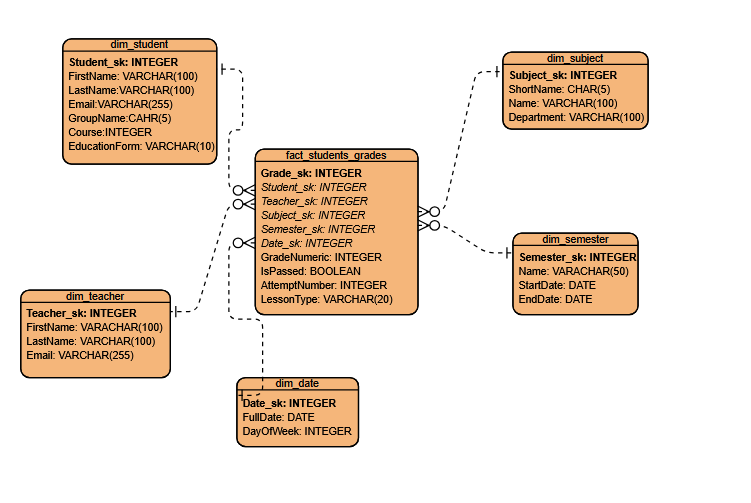 dim_student
Student_sk: INTEGER
FirstName: VARCHAR(100)
LastName:VARCHAR(100)
Email:VARCHAR(255)
GroupName:CAHR(5)
Course:INTEGER
EducationForm: VARCHAR(10)
dim_subject
Subject_sk: INTEGER
ShortName: CHAR(5)
Name: VARCHAR(100)
Department: VARCHAR(100)
fact_students_grades
Grade_sk: INTEGER
Student_sk: INTEGER
Teacher_sk: INTEGER
Subject_sk: INTEGER
Semester_sk: INTEGER
Date_sk: INTEGER
GradeNumeric: INTEGER
IsPassed: BOOLEAN
AttemptNumber: INTEGER
LessonType: VARCHAR(20)
dim_semester
Semester_sk: INTEGER
Name: VARACHAR(50)
StartDate: DATE
EndDate: DATE
dim_teacher
Teacher_sk: INTEGER
FirstName: VARACHAR(100)
LastName: VARCHAR(100)
Email: VARCHAR(255)
dim_date
Date_sk: INTEGER
FullDate: DATE
DayOfWeek: INTEGER